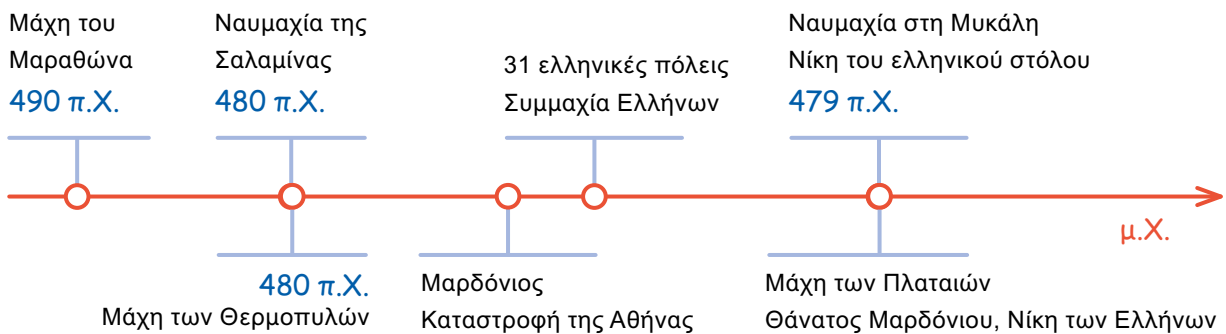 Μάχη του
Μαραθώνα
490 π.Χ.
Ναυμαχία της
Σαλαμίνας
480 π.Χ.
31 ελληνικές πόλεις
Συμμαχία Ελλήνων
Ναυμαχία στη Μυκάλη
Νίκη του ελληνικού στόλου
479 π.Χ.
μ.Χ.
480 π.Χ.
Μάχη των Θερμοπυλών
Μαρδόνιος
Καταστροφή της Αθήνας
Μάχη των Πλαταιών
Θάνατος Μαρδόνιου, Νίκη των Ελλήνων